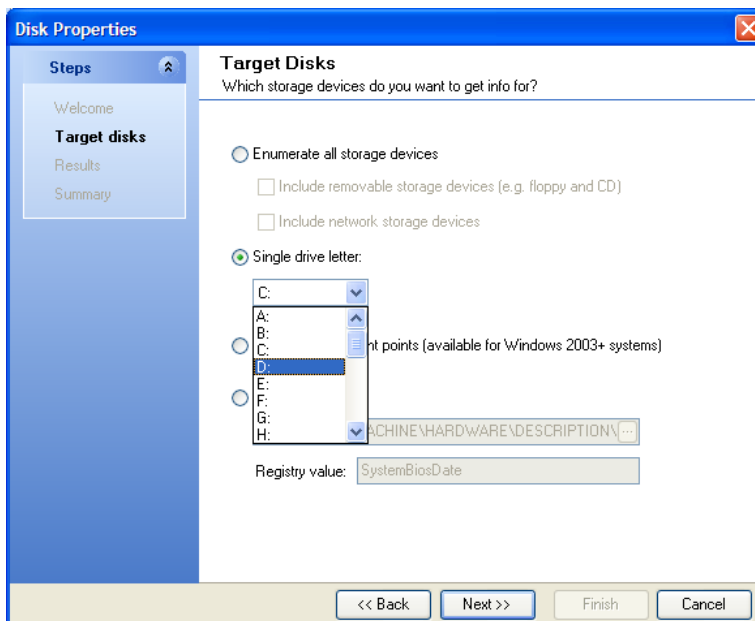 Disk Properties
Steps
Welcome
Target disks
Results
Summary
Target Disks
Which storage devices do you want to get info for?
Enumerate all storage devices
Include removable storage devices (e.g. floppy and CD)
Include network storage devices
Single drive letter:
C:
A:
B:
C:
D:
E:
F:
G:
H:
points (available for Windows 2003+ systems)
\HARDWARE\DESCRIPTION\ ...
Registry value: SystemBiosDate
<< Back Next >> Finish Cancel